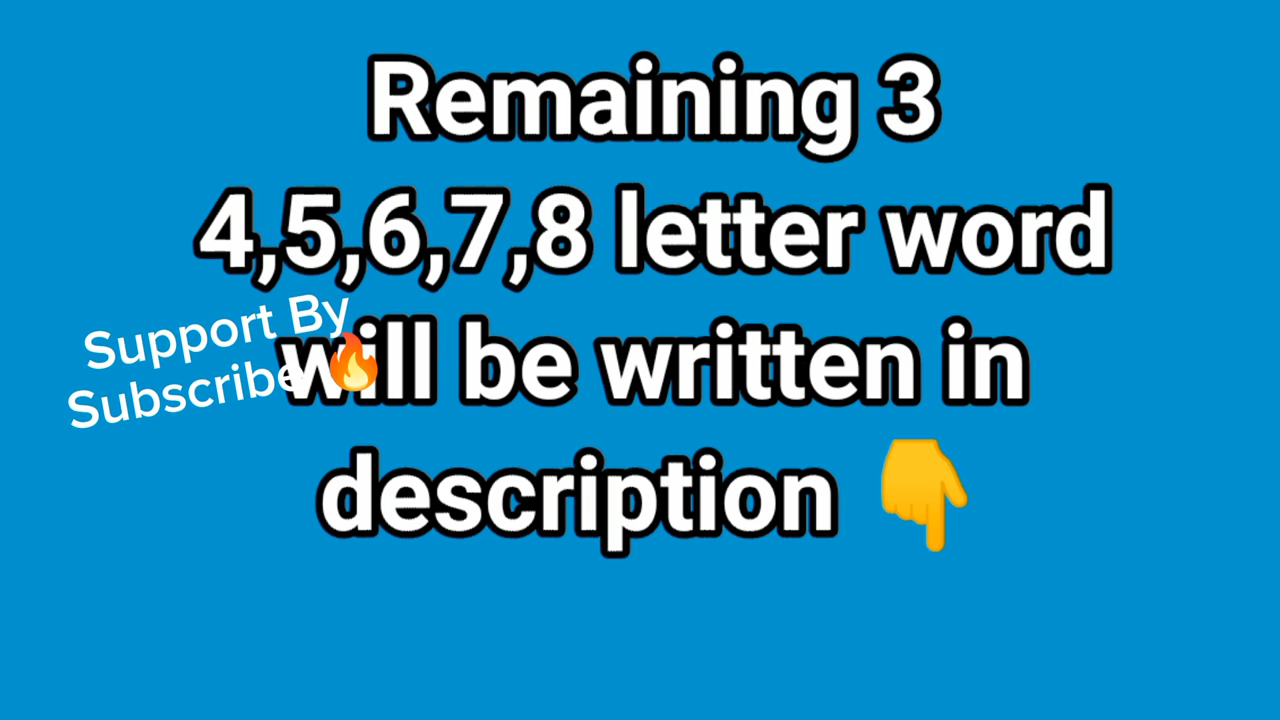 Remaining 3
4,5,6,7,8 letter word
will be written in
description 👇
Support By
Subscribe 🔥